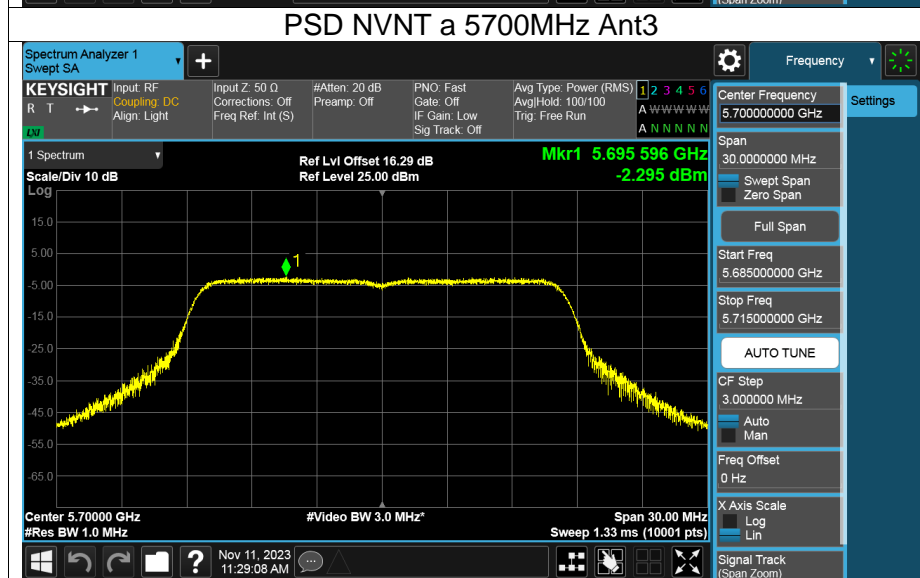 (Span Zoom)
PSD NVNT a 5700MHz Ant3
Spectrum Analyzer 1
Swept SA
+
Frequency
KEYSIGHT
R T
LXI
Input: RF
Coupling: DC
Align: Light
Input Z: 50 Ω
Corrections: Off
Freq Ref: Int (S)
#Atten: 20 dB
Preamp: Off
PNO: Fast
Gate: Off
IF Gain: Low
Sig Track: Off
Avg Type: Power (RMS)
Avg|Hold: 100/100
Trig: Free Run
1 2 3 4 5 6
A W W W W W
A N N N N N
Center Frequency
5.700000000 GHz
Settings
Span
30.0000000 MHz
Swept Span
Zero Span
Full Span
Start Freq
5.685000000 GHz
Stop Freq
5.715000000 GHz
AUTO TUNE
CF Step
3.000000 MHz
Auto
Man
Freq Offset
0 Hz
X Axis Scale
Log
Lin
Signal Track
(Span Zoom)
1 Spectrum
Scale/Div 10 dB
Log
Ref Lvl Offset 16.29 dB
Ref Level 25.00 dBm
Mkr1 5.695 596 GHz
-2.295 dBm
1
15.0
5.00
-5.00
-15.0
-25.0
-35.0
-45.0
-55.0
-65.0
Center 5.70000 GHz
#Res BW 1.0 MHz
#Video BW 3.0 MHz*
Span 30.00 MHz
Sweep 1.33 ms (10001 pts)
?
Nov 11, 2023
11:29:08 AM